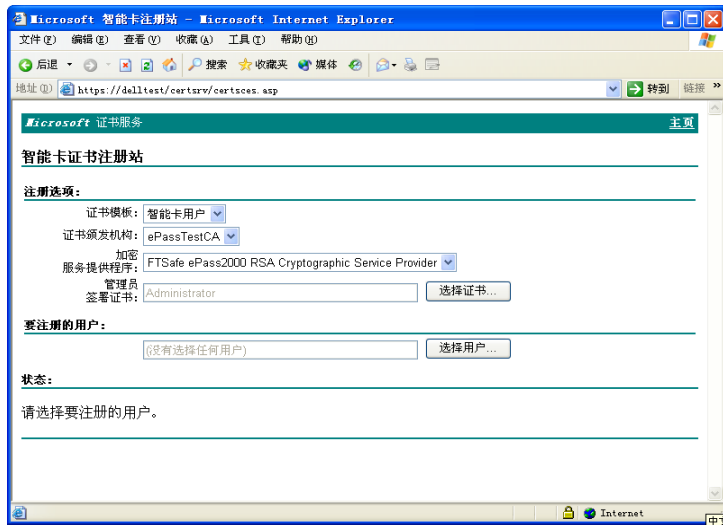 Microsoft 智能卡注册站 - Microsoft Internet Explorer
文件(F) 编辑(E) 查看(V) 收藏(A) 工具(T) 帮助(H)
后退 搜索 收藏夹 媒体
地址(D) https://delltest/certsrv/certsces.asp 转到 链接 »
Microsoft 证书服务 主页
智能卡证书注册站
注册选项:
证书模板: 智能卡用户
证书颁发机构: ePassTestCA
加密
服务提供程序: FTSafe ePass2000 RSA Cryptographic Service Provider
管理员
签署证书: Administrator 选择证书...
要注册的用户:
(没有选择任何用户) 选择用户...
状态:
请选择要注册的用户。
Internet